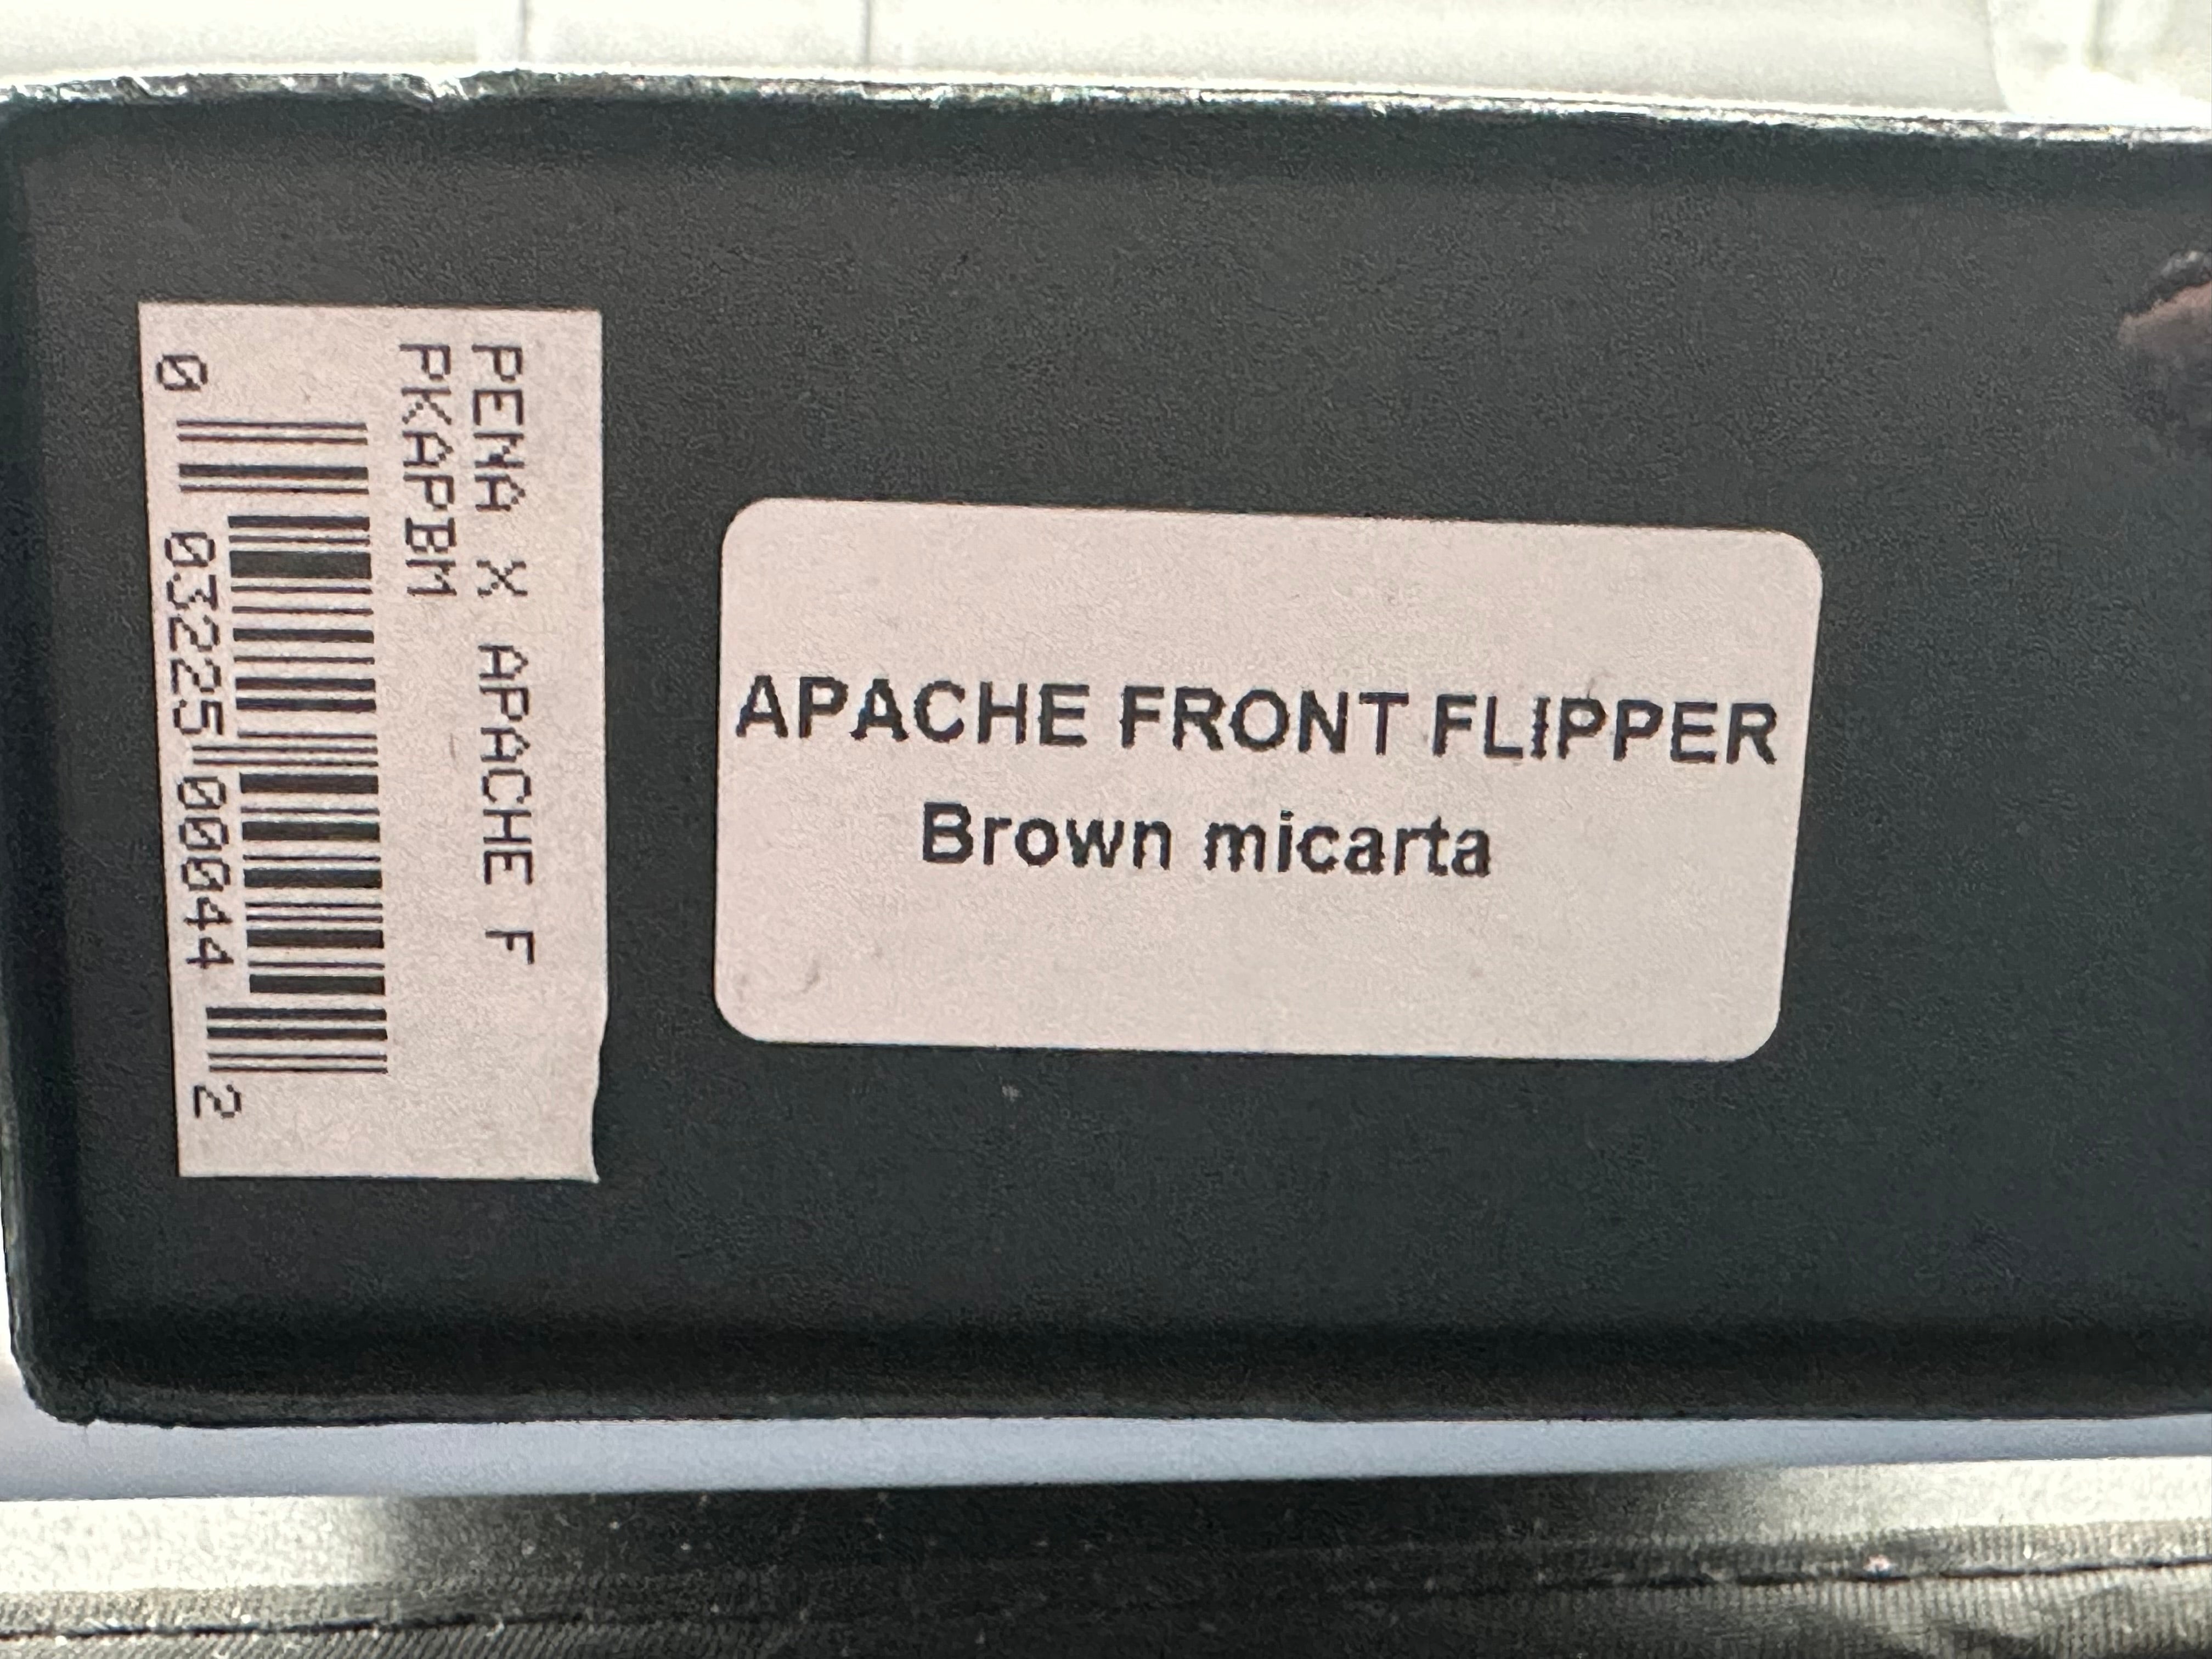 PENA X APACHE F
PKAPBM
0 03225 00044 2
APACHE FRONT FLIPPER
Brown micarta